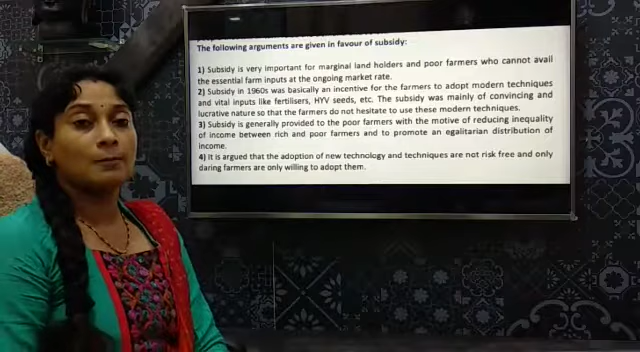 The following arguments are given in favour of subsidy:
1) Subsidy is very important for marginal land holders and poor farmers who cannot avail
the essential farm inputs at the ongoing market rate.
2) Subsidy in 1960s was basically an incentive for the farmers to adopt modern techniques
and vital inputs like fertilisers, HYV seeds, etc. The subsidy was mainly of convincing and
lucrative nature so that the farmers do not hesitate to use these modern techniques.
3) Subsidy is generally provided to the poor farmers with the motive of reducing inequality
of income between rich and poor farmers and to promote an egalitarian distribution of
income.
4) It is argued that the adoption of new technology and techniques are not risk free and only
daring farmers are only willing to adopt them.